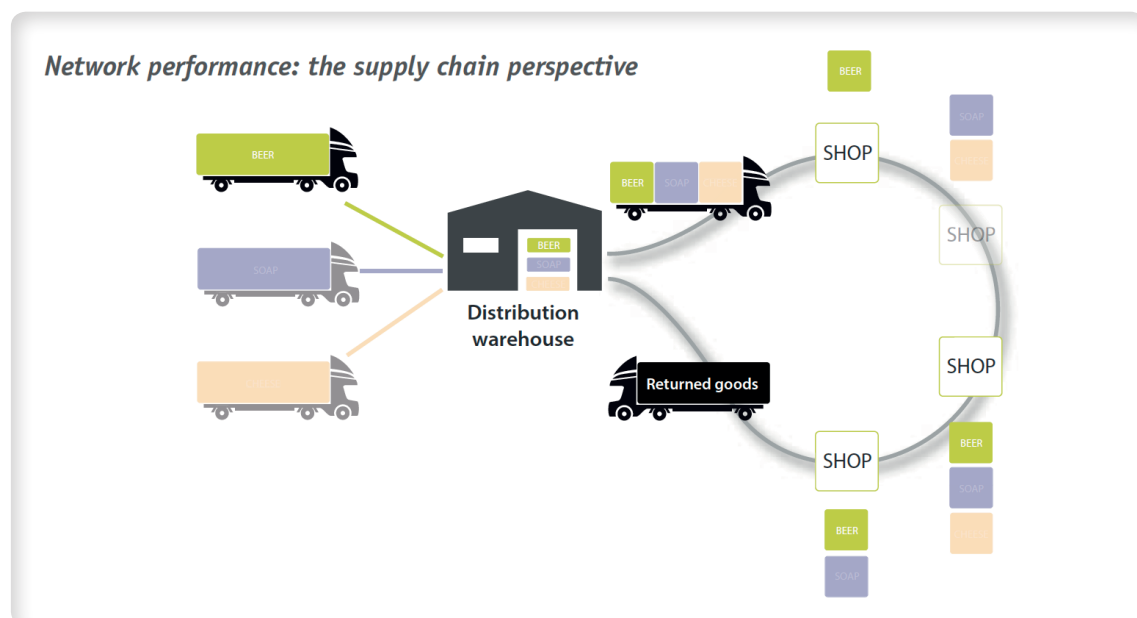 Network performance: the supply chain perspective
BEER
BEER
SOAP
SHOP
BEER
BEER
SOAP
SHOP
BEER
SOAP
SOAP
Distribution
warehouse
SHOP
Returned goods
SHOP
BEER
SOAP
BEER
SOAP